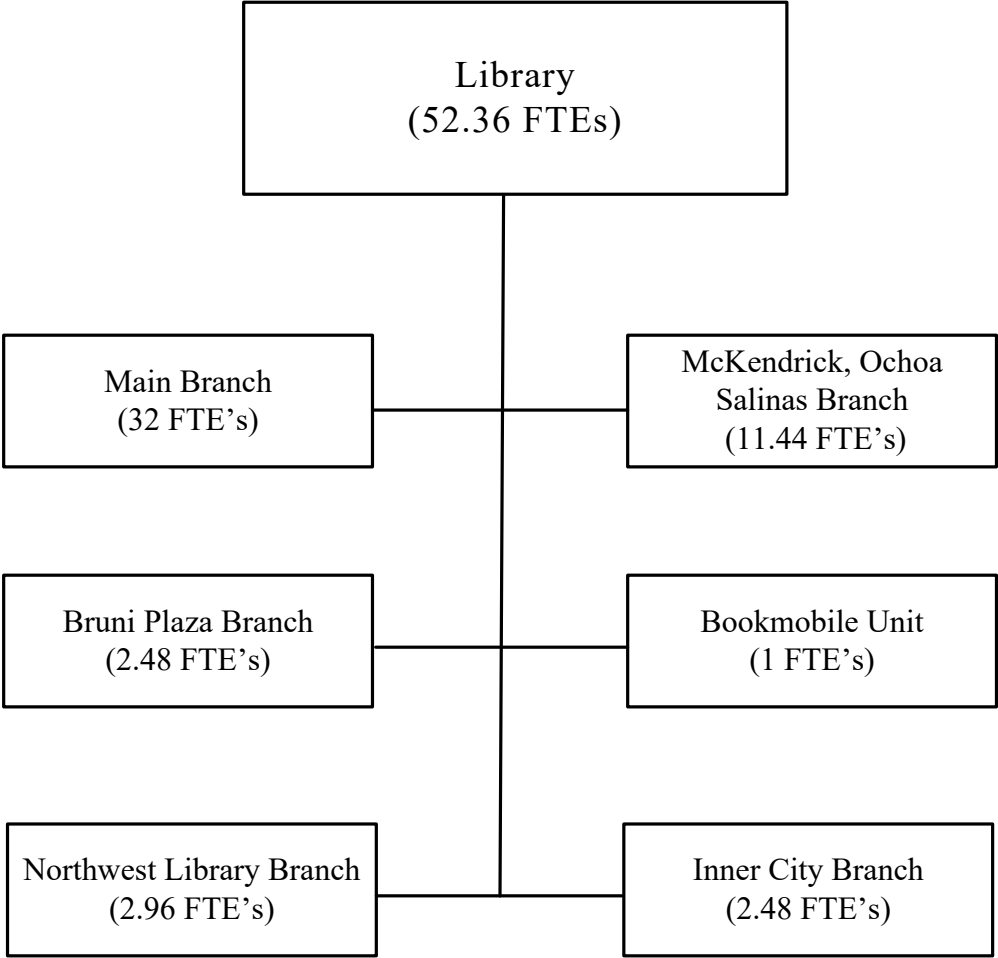 Library
(52.36 FTEs)
Main Branch
(32 FTE’s)
McKendrick, Ochoa
Salinas Branch
(11.44 FTE’s)
Bruni Plaza Branch
(2.48 FTE’s)
Bookmobile Unit
(1 FTE’s)
Northwest Library Branch
(2.96 FTE’s)
Inner City Branch
(2.48 FTE’s)